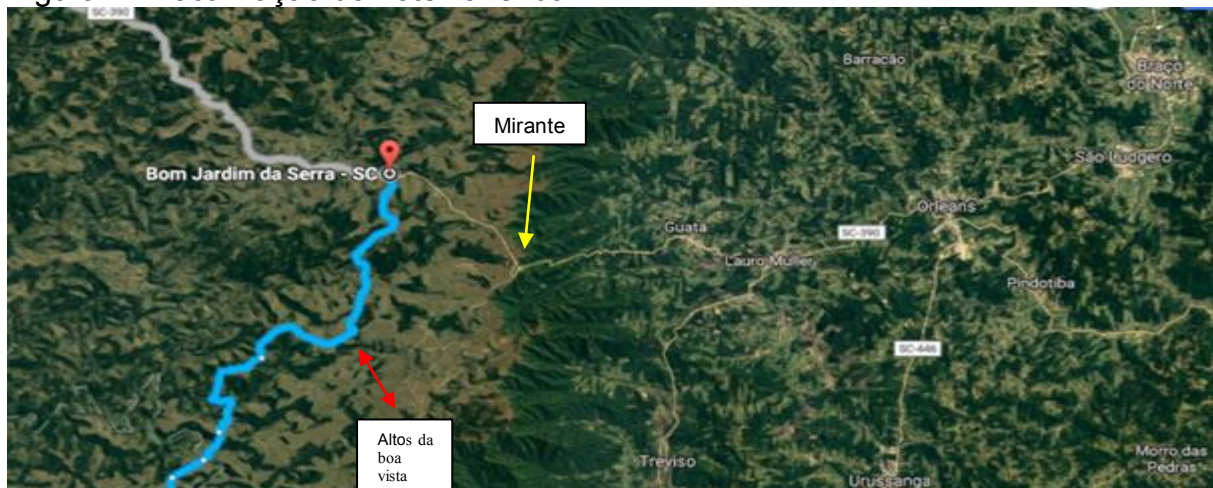 SC-390
Barracão
Braço
do Norte
Mirante
Bom Jardim da Serra - SC
São Ludgero
Orleans
Guatá
SC-390
Lauro Müller
Pindotiba
SC-446
Altos da
boa
vista
Treviso
Morro das
Pedras
Urussanga